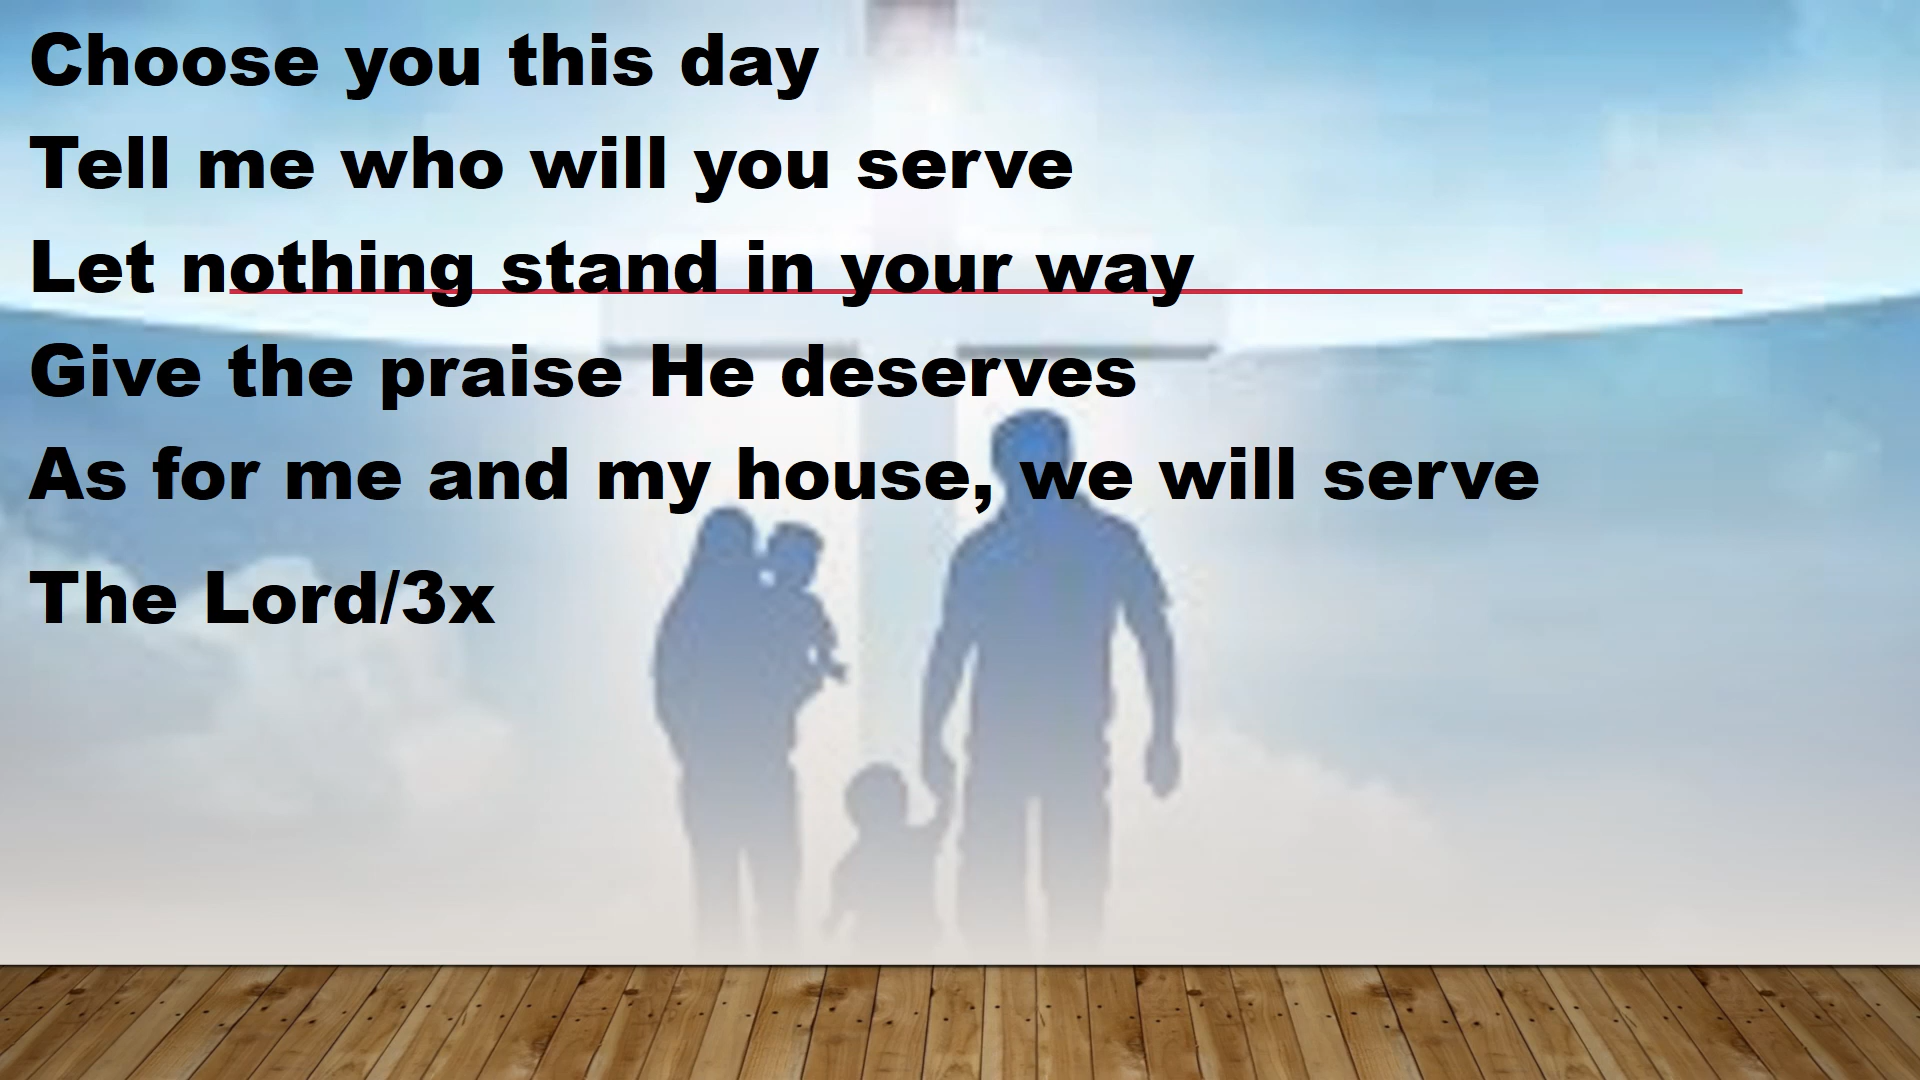 Choose you this day
Tell me who will you serve
Let nothing stand in your way
Give the praise He deserves
As for me and my house, we will serve
The Lord/3x